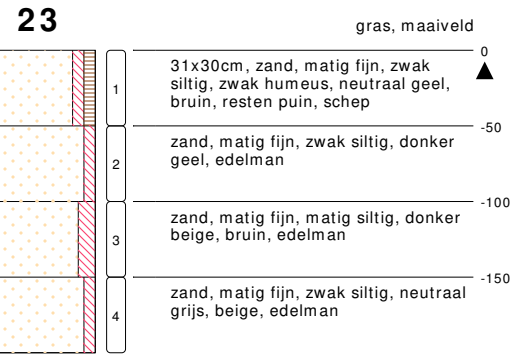 23
gras, maaiveld
0
1
31x30cm, zand, matig fijn, zwak
siltig, zwak humeus, neutraal geel,
bruin, resten puin, schep
-50
2
zand, matig fijn, zwak siltig, donker
geel, edelman
-100
3
zand, matig fijn, matig siltig, donker
beige, bruin, edelman
-150
4
zand, matig fijn, zwak siltig, neutraal
grijs, beige, edelman